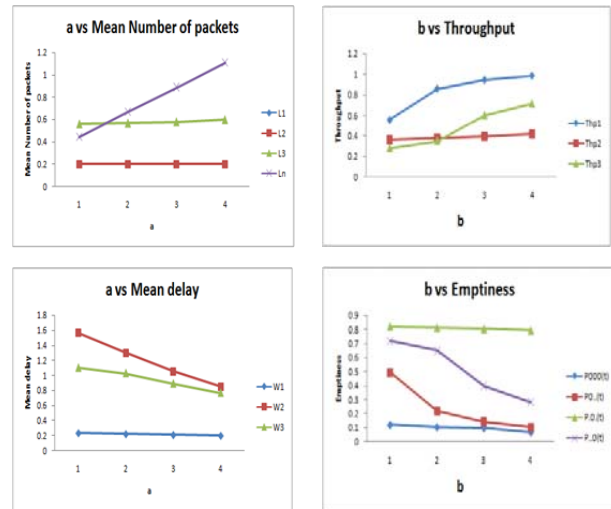 a vs Mean Number of packets
Mean Number of packets
1.2
1
0.8
0.6
0.4
0.2
0
1 2 3 4
a
L1
L2
L3
Ln
b vs Throughput
Throughput
1.2
1
0.8
0.6
0.4
0.2
0
1 2 3 4
b
Thp1
Thp2
Thp3
a vs Mean delay
Mean delay
1.8
1.6
1.4
1.2
1
0.8
0.6
0.4
0.2
0
1 2 3 4
a
W1
W2
W3
b vs Emptiness
Emptiness
0.9
0.8
0.7
0.6
0.5
0.4
0.3
0.2
0.1
0
1 2 3 4
b
P000(t)
P0..(t)
P.0.(t)
P..0(t)